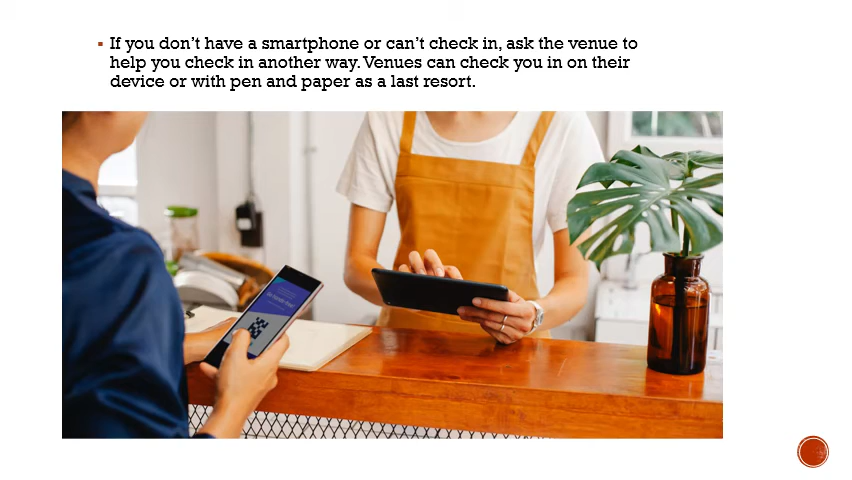 If you don’t have a smartphone or can’t check in, ask the venue to
help you check in another way. Venues can check you in on their
device or with pen and paper as a last resort.